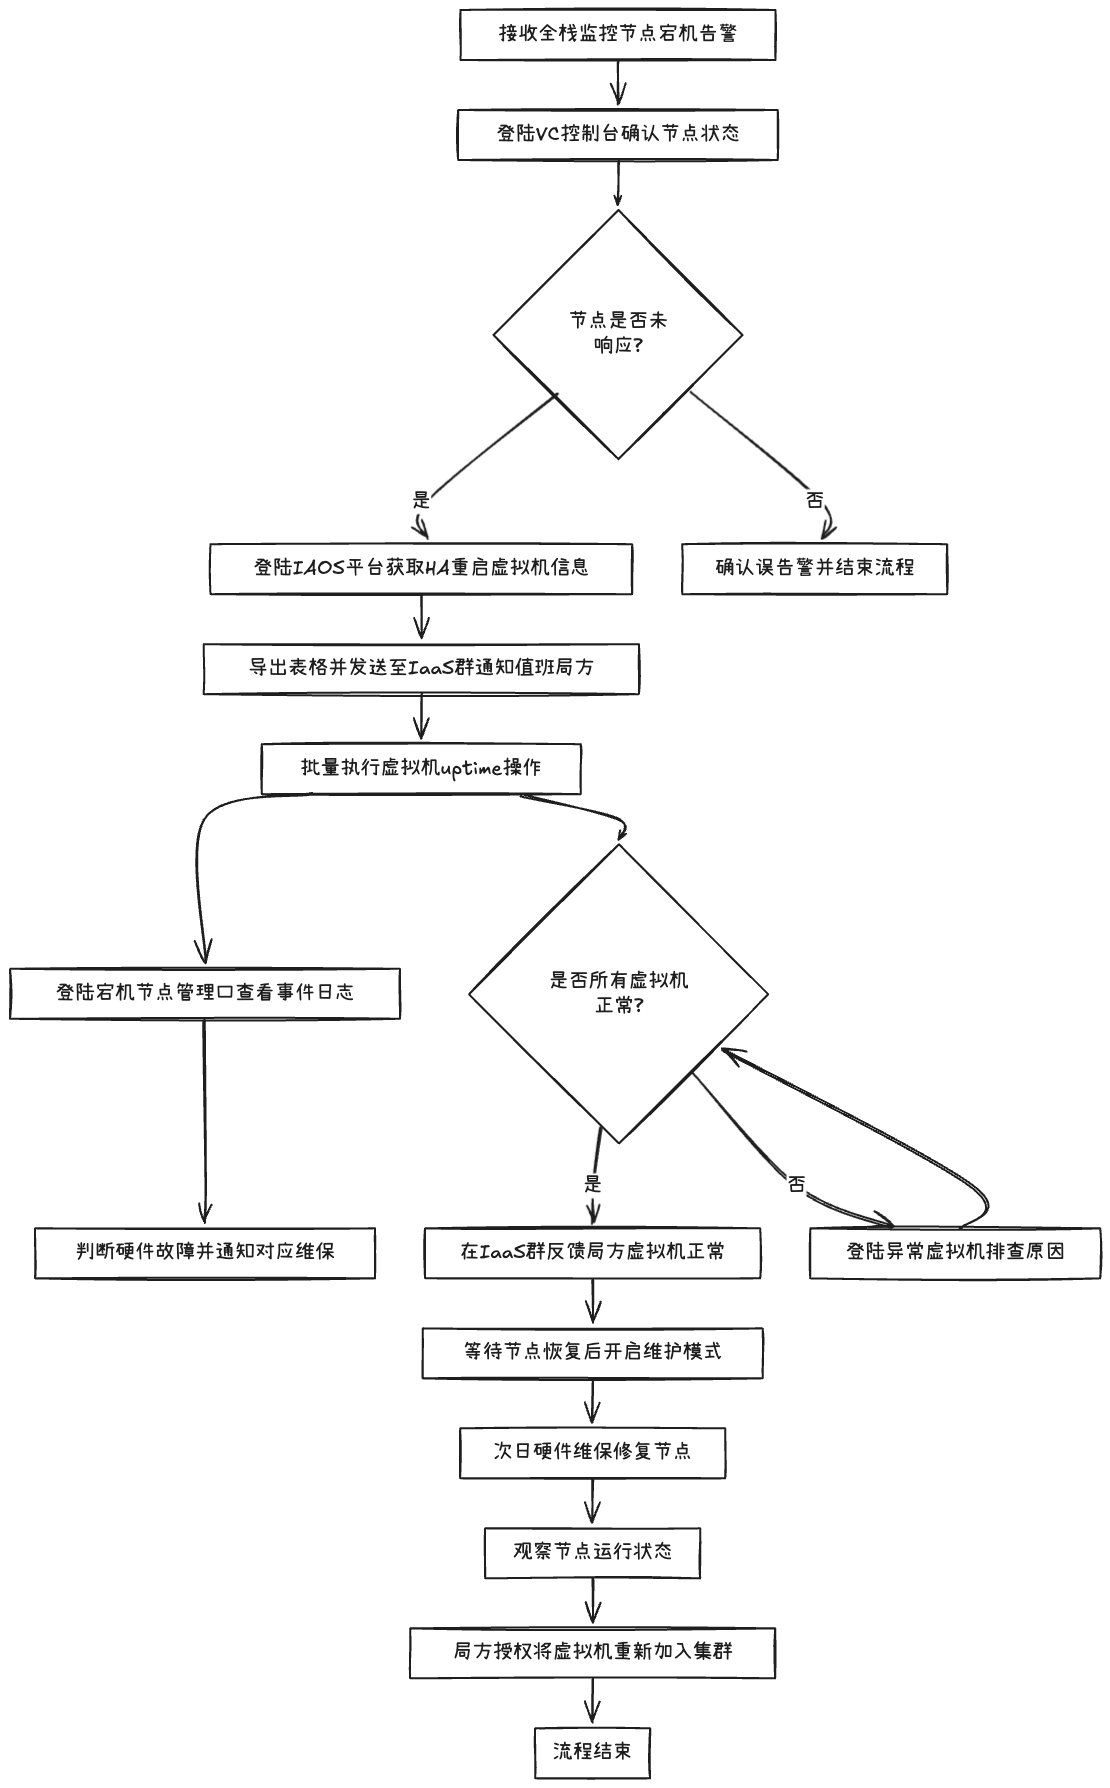 接收全栈监控节点宕机告警
登陆VC控制台确认节点状态
节点是否未
响应?
是
否
登陆IAOS平台获取HA重启虚拟机信息
确认误告警并结束流程
导出表格并发送至IaaS群通知值班局方
批量执行虚拟机uptime操作
登陆宕机节点管理口查看事件日志
是否所有虚拟机
正常?
是
否
判断硬件故障并通知对应维保
在IaaS群反馈局方虚拟机正常
登陆异常虚拟机排查原因
等待节点恢复后开启维护模式
次日硬件维保修复节点
观察节点运行状态
局方授权将虚拟机重新加入集群
流程结束